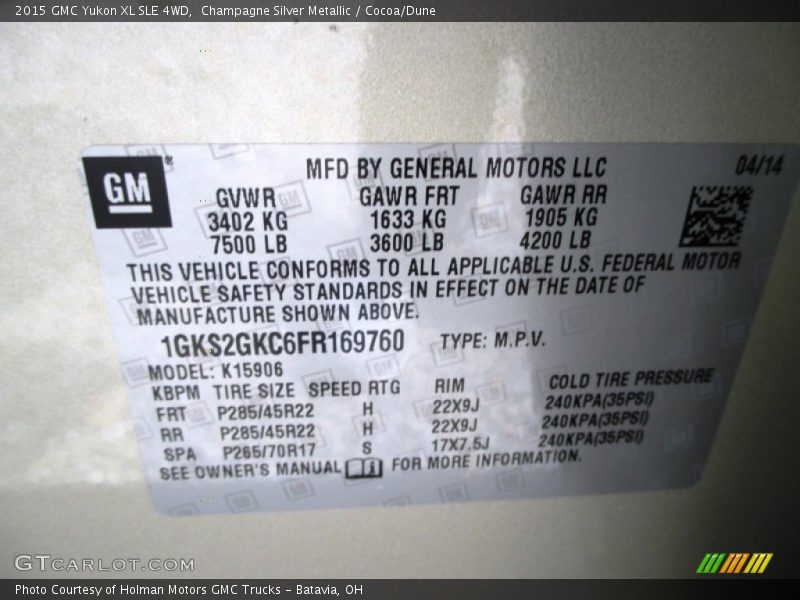 2015 GMC Yukon XL SLE 4WD,  Champagne Silver Metallic / Cocoa/Dune
GM®
MFD BY GENERAL MOTORS LLC 04/14
GVWR GAWR FRT GAWR RR
3402 KG 1633 KG 1905 KG
7500 LB 3600 LB 4200 LB
THIS VEHICLE CONFORMS TO ALL APPLICABLE U.S. FEDERAL MOTOR
VEHICLE SAFETY STANDARDS IN EFFECT ON THE DATE OF
MANUFACTURE SHOWN ABOVE.
1GKS2GKC6FR169760 TYPE: M.P.V.
MODEL: K15906
KBPM TIRE SIZE SPEED RTG RIM COLD TIRE PRESSURE
FRT P285/45R22 H 22X9J 240KPA(35PSI)
RR P285/45R22 H 22X9J 240KPA(35PSI)
SPA P265/70R17 S 17X7.5J 240KPA(35PSI)
SEE OWNER'S MANUAL FOR MORE INFORMATION.
GTCARLOT.COM
Photo Courtesy of Holman Motors GMC Trucks – Batavia, OH